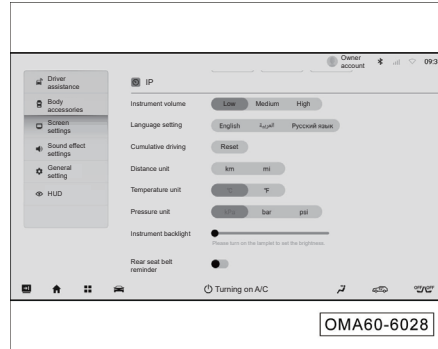 Owner
account
09:3
Driver
assistance
IP
Body
accessories
Instrument volume Low Medium High
Screen
settings
Language setting English العربية Русский язык
Sound effect
settings
Cumulative driving Reset
General
setting
Distance unit km mi
HUD
Temperature unit °C °F
Pressure unit kPa bar psi
Instrument backlight
Please turn on the lamplet to set the brightness.
Rear seat belt
reminder
Turning on A/C
OFF OFF
OMA60-6028